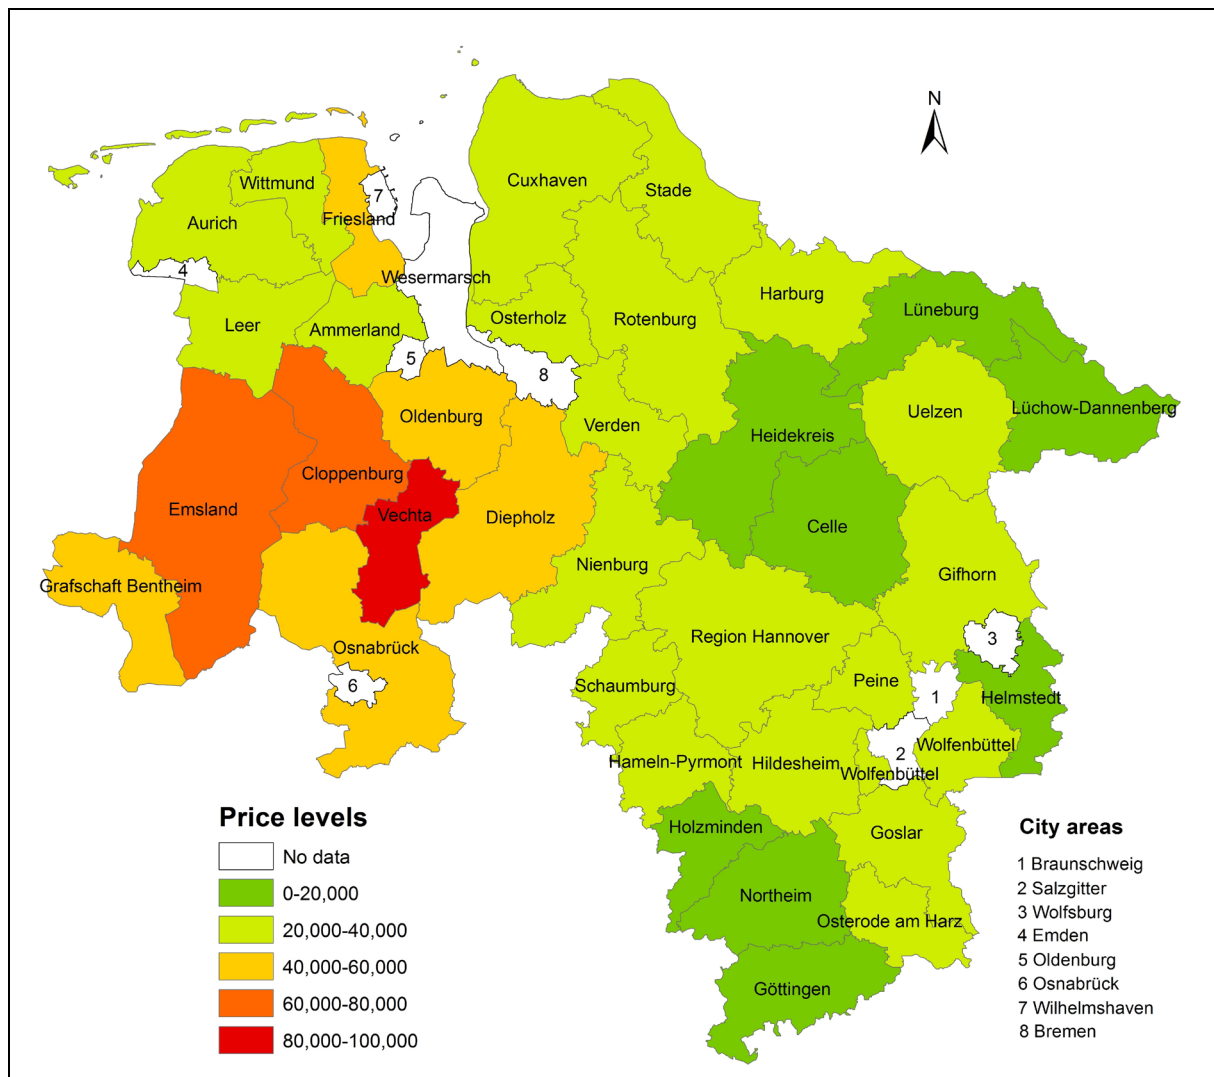 N
Cuxhaven
Wittmund
Stade
7
Aurich
Friesland
4
Wesermarsch
Harburg
Lüneburg
Leer
Ammerland
Osterholz
Rotenburg
5
8
Oldenburg
Verden
Uelzen
Lüchow-Dannenberg
Heidekreis
Cloppenburg
Emsland
Vechta
Diepholz
Celle
Nienburg
Gifhorn
Grafschaft Bentheim
Region Hannover
3
Osnabrück
6
Schaumburg
Peine
1
Helmstedt
Hameln-Pyrmont
Hildesheim
2
Wolfenbüttel
Wolfenbüttel
Holzminden
Goslar
Northeim
Osterode am Harz
Göttingen
Price levels
No data
0-20,000
20,000-40,000
40,000-60,000
60,000-80,000
80,000-100,000
City areas
1 Braunschweig
2 Salzgitter
3 Wolfsburg
4 Emden
5 Oldenburg
6 Osnabrück
7 Wilhelmshaven
8 Bremen